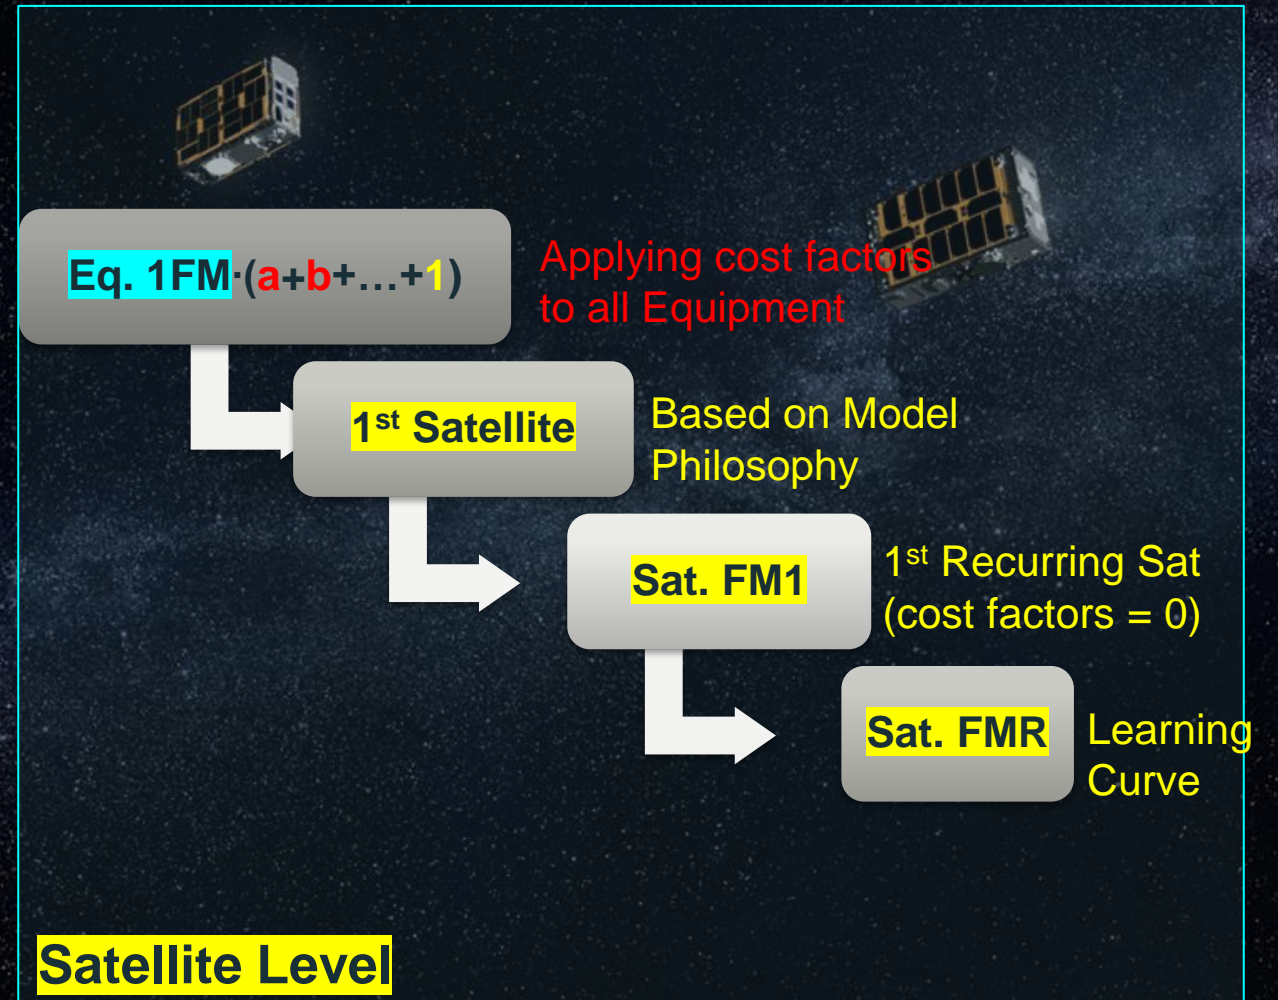 Eq. 1FM·(a+b+…+1)
Applying cost factors
to all Equipment
1st Satellite
Based on Model
Philosophy
Sat. FM1
1st Recurring Sat
(cost factors = 0)
Sat. FMR
Learning
Curve
Satellite Level